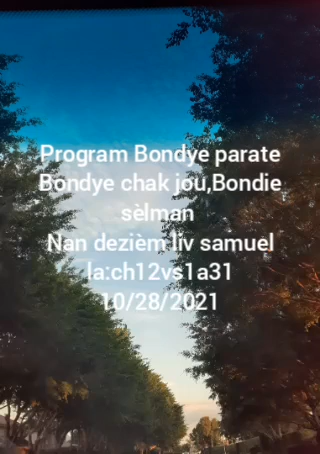 Program Bondye parate
Bondye chak jou,Bondie
sèlman
Nan dezièm liv samuel
la:ch12vs1a31
10/28/2021